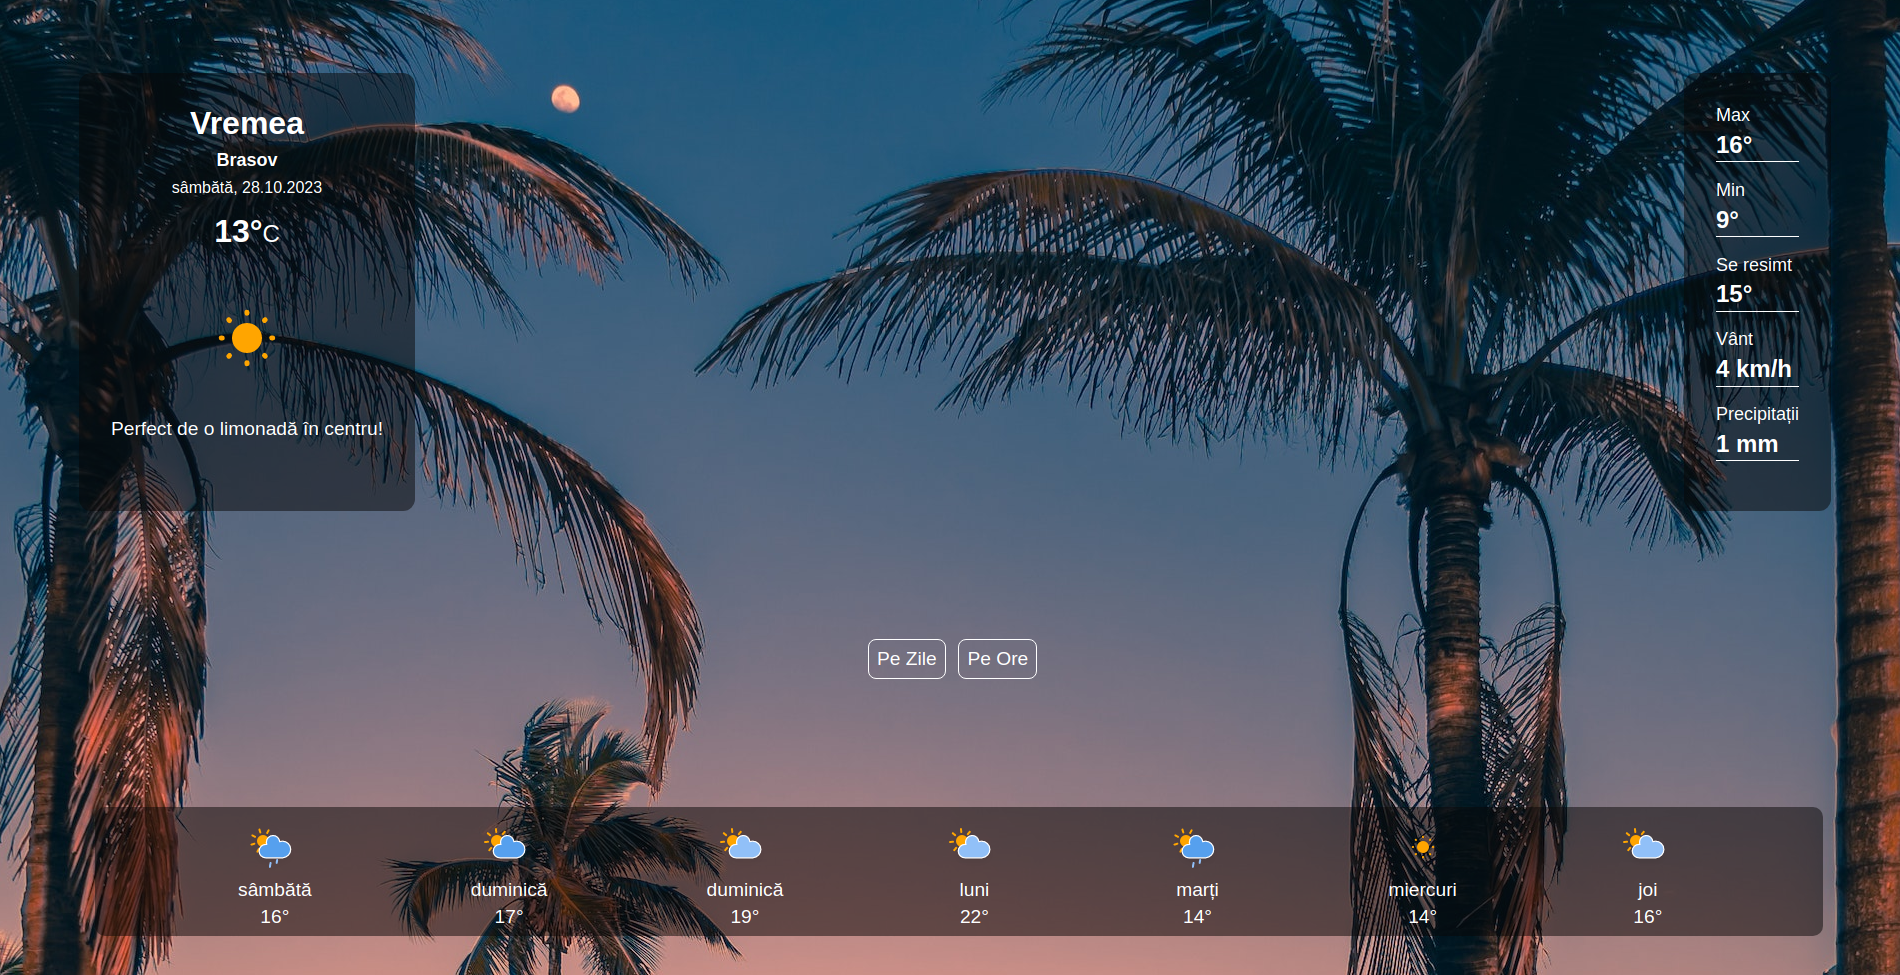 Vremea
Brasov
sâmbătă, 28.10.2023
13°C
Perfect de o limonadă în centru!
Max
16°
Min
9°
Se resimt
15°
Vânt
4 km/h
Precipitații
1 mm
Pe Zile
Pe Ore
sâmbătă
16°
duminică
17°
duminică
19°
luni
22°
marți
14°
miercuri
14°
joi
16°